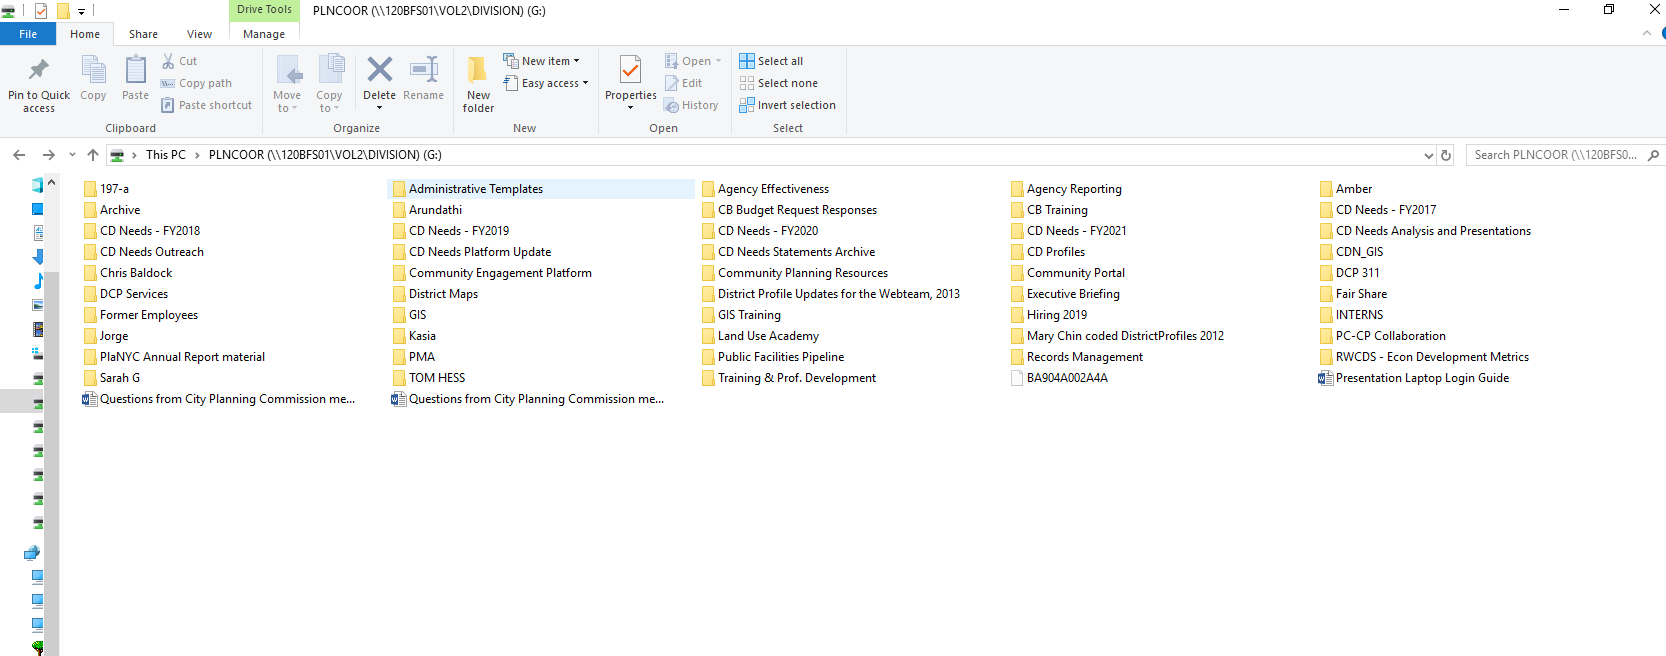 Drive Tools PLNCOOR (\\120BFS01\VOL2\DIVISION) (G:)
File Home Share View Manage
Pin to Quick access
Copy
Paste
Cut
Copy path
Paste shortcut
Clipboard
Move to
Copy to
Delete
Rename
Organize
New folder
New item
Easy access
New
Properties
Open
Edit
History
Open
Select all
Select none
Invert selection
Select
This PC PLNCOOR (\\120BFS01\VOL2\DIVISION) (G:) Search PLNCOOR (\\120BFS0...
197-a Administrative Templates Agency Effectiveness Agency Reporting Amber
Archive Arundathi CB Budget Request Responses CB Training CD Needs - FY2017
CD Needs - FY2018 CD Needs - FY2019 CD Needs - FY2020 CD Needs - FY2021 CD Needs Analysis and Presentations
CD Needs Outreach CD Needs Platform Update CD Needs Statements Archive CD Profiles CDN_GIS
Chris Baldock Community Engagement Platform Community Planning Resources Community Portal DCP 311
DCP Services District Maps District Profile Updates for the Webteam, 2013 Executive Briefing Fair Share
Former Employees GIS GIS Training Hiring 2019 INTERNS
Jorge Kasia Land Use Academy Mary Chin coded DistrictProfiles 2012 PC-CP Collaboration
PlaNYC Annual Report material PMA Public Facilities Pipeline Records Management RWCDS - Econ Development Metrics
Sarah G TOM HESS Training & Prof. Development BA904A002A4A Presentation Laptop Login Guide
Questions from City Planning Commission me... Questions from City Planning Commission me...